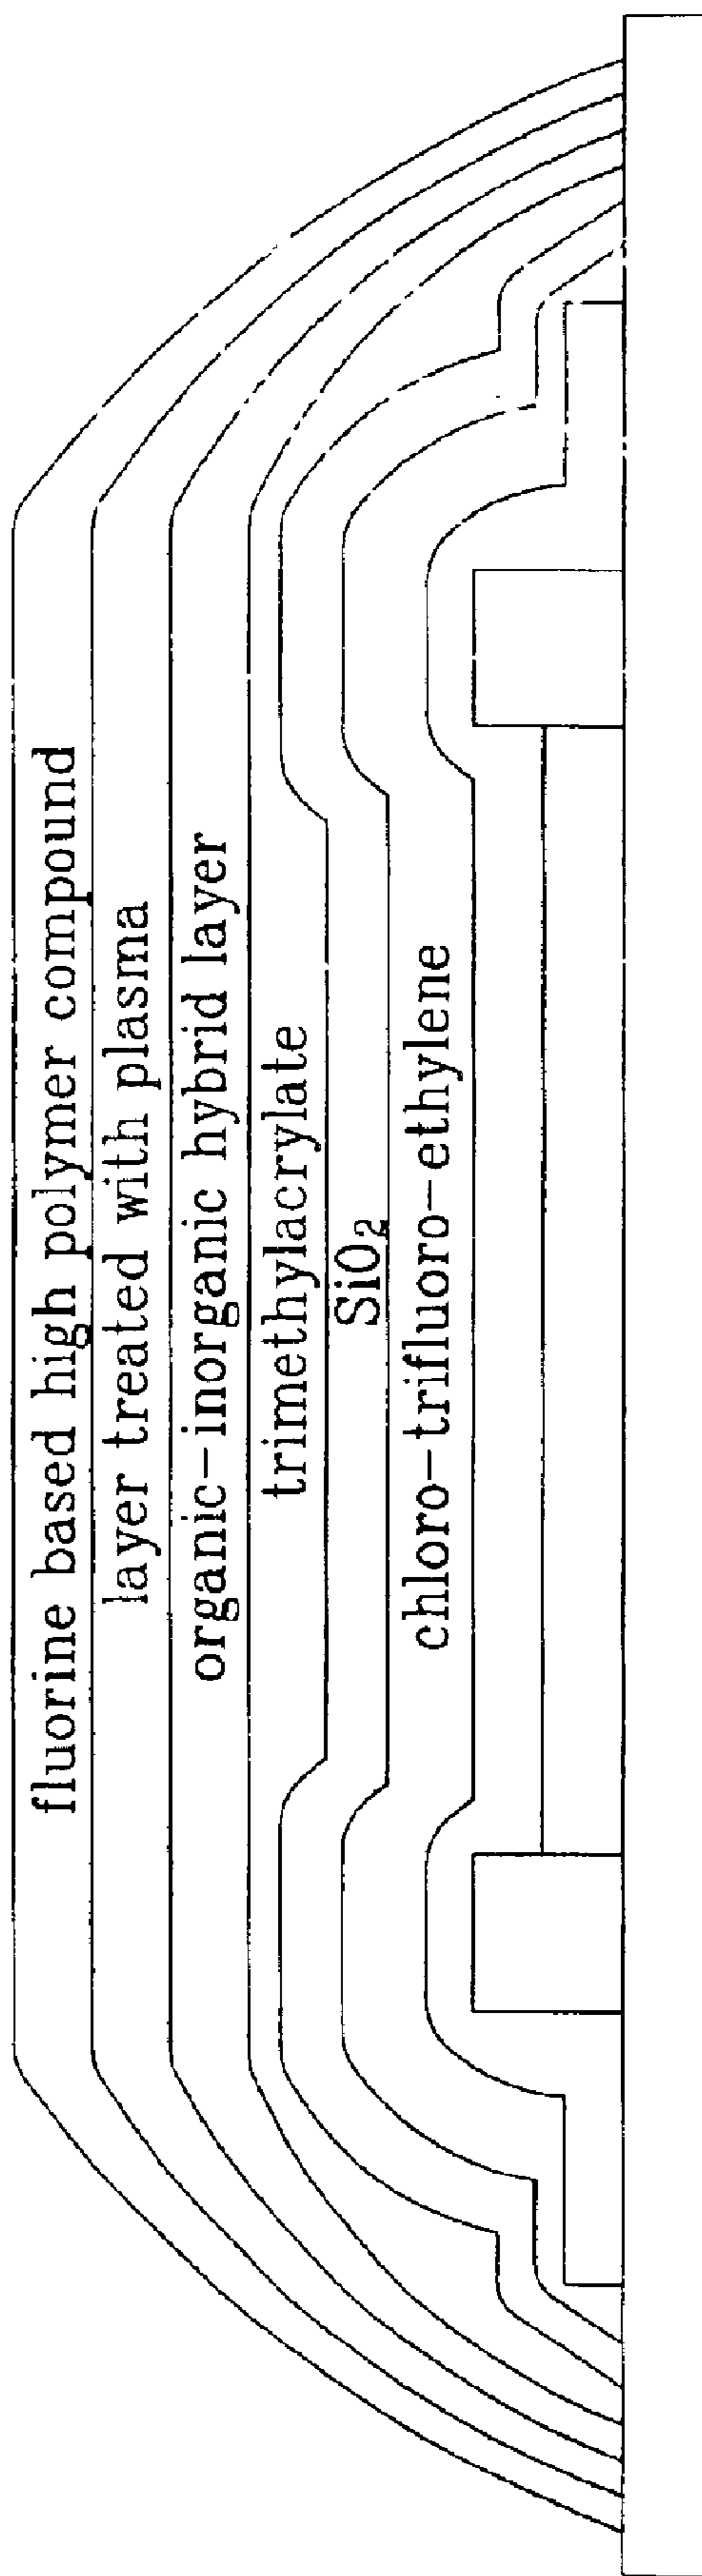 fluorine based high polymer compound
layer treated with plasma
organic-inorganic hybrid layer
trimethylacrylate
SiO₂
chloro-trifluoro-ethylene